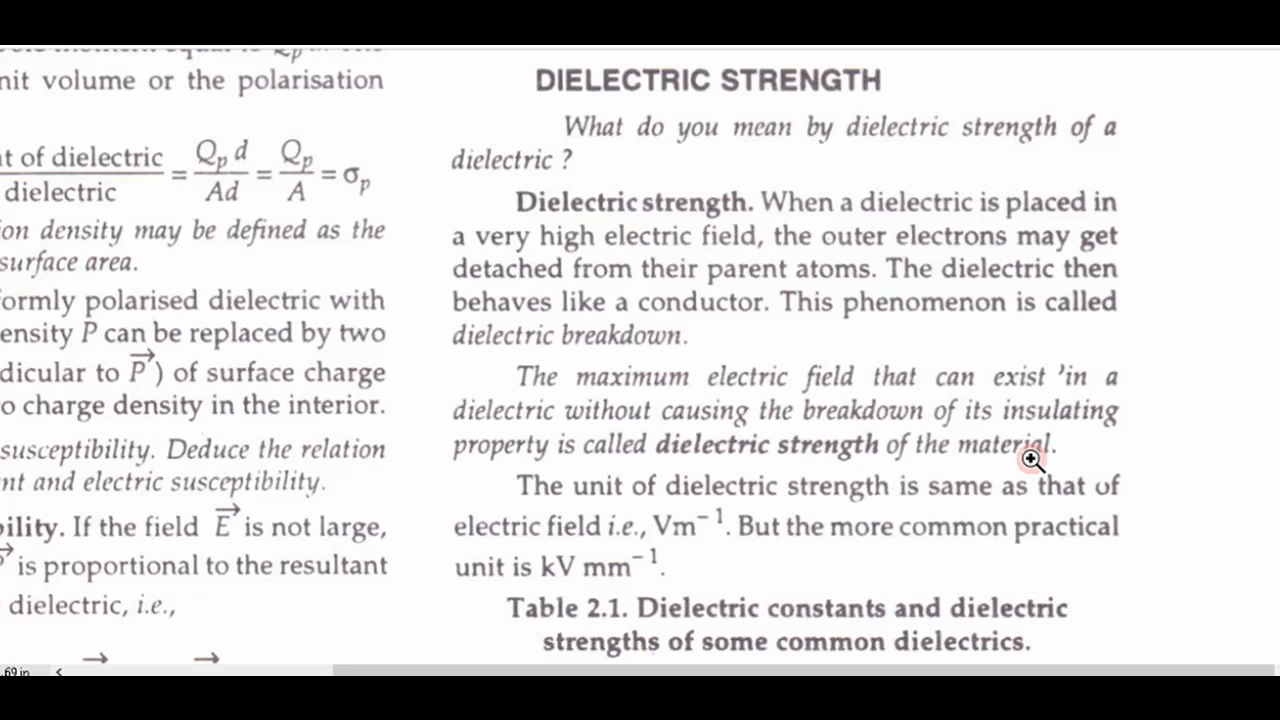 nit volume or the polarisation
t of dielectric / dielectric = Q_p d / Ad = Q_p / A = σ_p
ion density may be defined as the
surface area.
formly polarised dielectric with
ensity P can be replaced by two
dicular to P⃗ ) of surface charge
o charge density in the interior.
susceptibility. Deduce the relation
nt and electric susceptibility.
bility. If the field E⃗ is not large,
is proportional to the resultant
dielectric, i.e.,
DIELECTRIC STRENGTH
What do you mean by dielectric strength of a
dielectric ?
Dielectric strength. When a dielectric is placed in
a very high electric field, the outer electrons may get
detached from their parent atoms. The dielectric then
behaves like a conductor. This phenomenon is called
dielectric breakdown.
The maximum electric field that can exist 'in a
dielectric without causing the breakdown of its insulating
property is called dielectric strength of the material.
The unit of dielectric strength is same as that of
electric field i.e., Vm⁻¹. But the more common practical
unit is kV mm⁻¹.
Table 2.1. Dielectric constants and dielectric
strengths of some common dielectrics.
.69 in